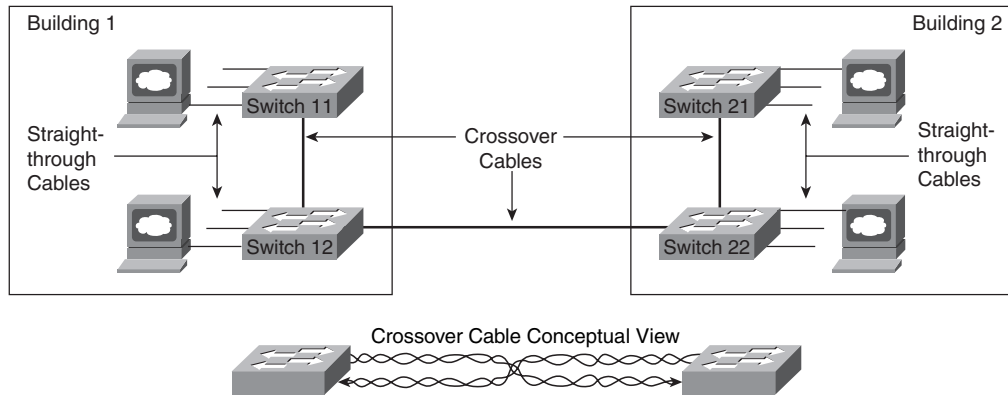 Building 1
Building 2
Switch 11
Switch 21
Straight-
through
Cables
Crossover
Cables
Straight-
through
Cables
Switch 12
Switch 22
Crossover Cable Conceptual View